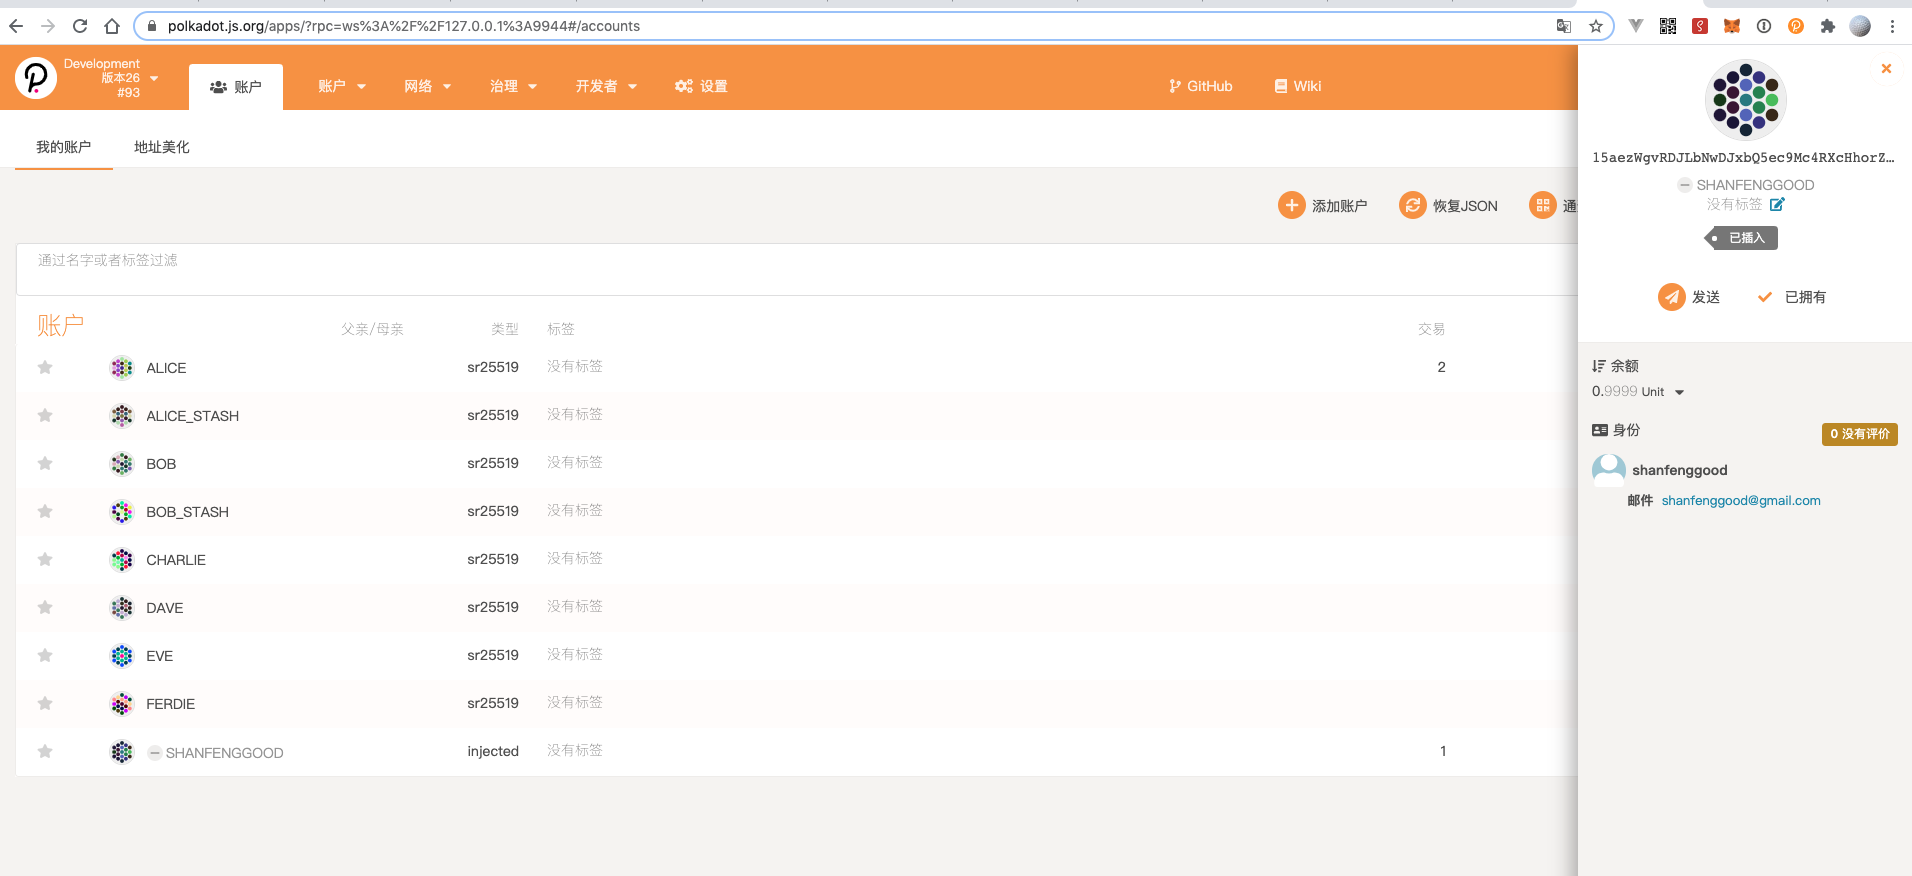 polkadot.js.org/apps/?rpc=ws%3A%2F%2F127.0.0.1%3A9944#/accounts
Development
版本26
#93
账户
账户
网络
治理
开发者
设置
GitHub
Wiki
我的账户
地址美化
添加账户
恢复JSON
通
通过名字或者标签过滤
账户 父亲/母亲 类型 标签 交易
ALICE sr25519 没有标签 2
ALICE_STASH sr25519 没有标签
BOB sr25519 没有标签
BOB_STASH sr25519 没有标签
CHARLIE sr25519 没有标签
DAVE sr25519 没有标签
EVE sr25519 没有标签
FERDIE sr25519 没有标签
SHANFENGGOOD injected 没有标签 1
15aezWgvRDJLbNwDJxbQ5ec9Mc4RXcHhorZ…
SHANFENGGOOD
没有标签
已插入
发送 已拥有
余额
0.9999 Unit
身份 0 没有评价
shanfenggood
邮件 shanfenggood@gmail.com